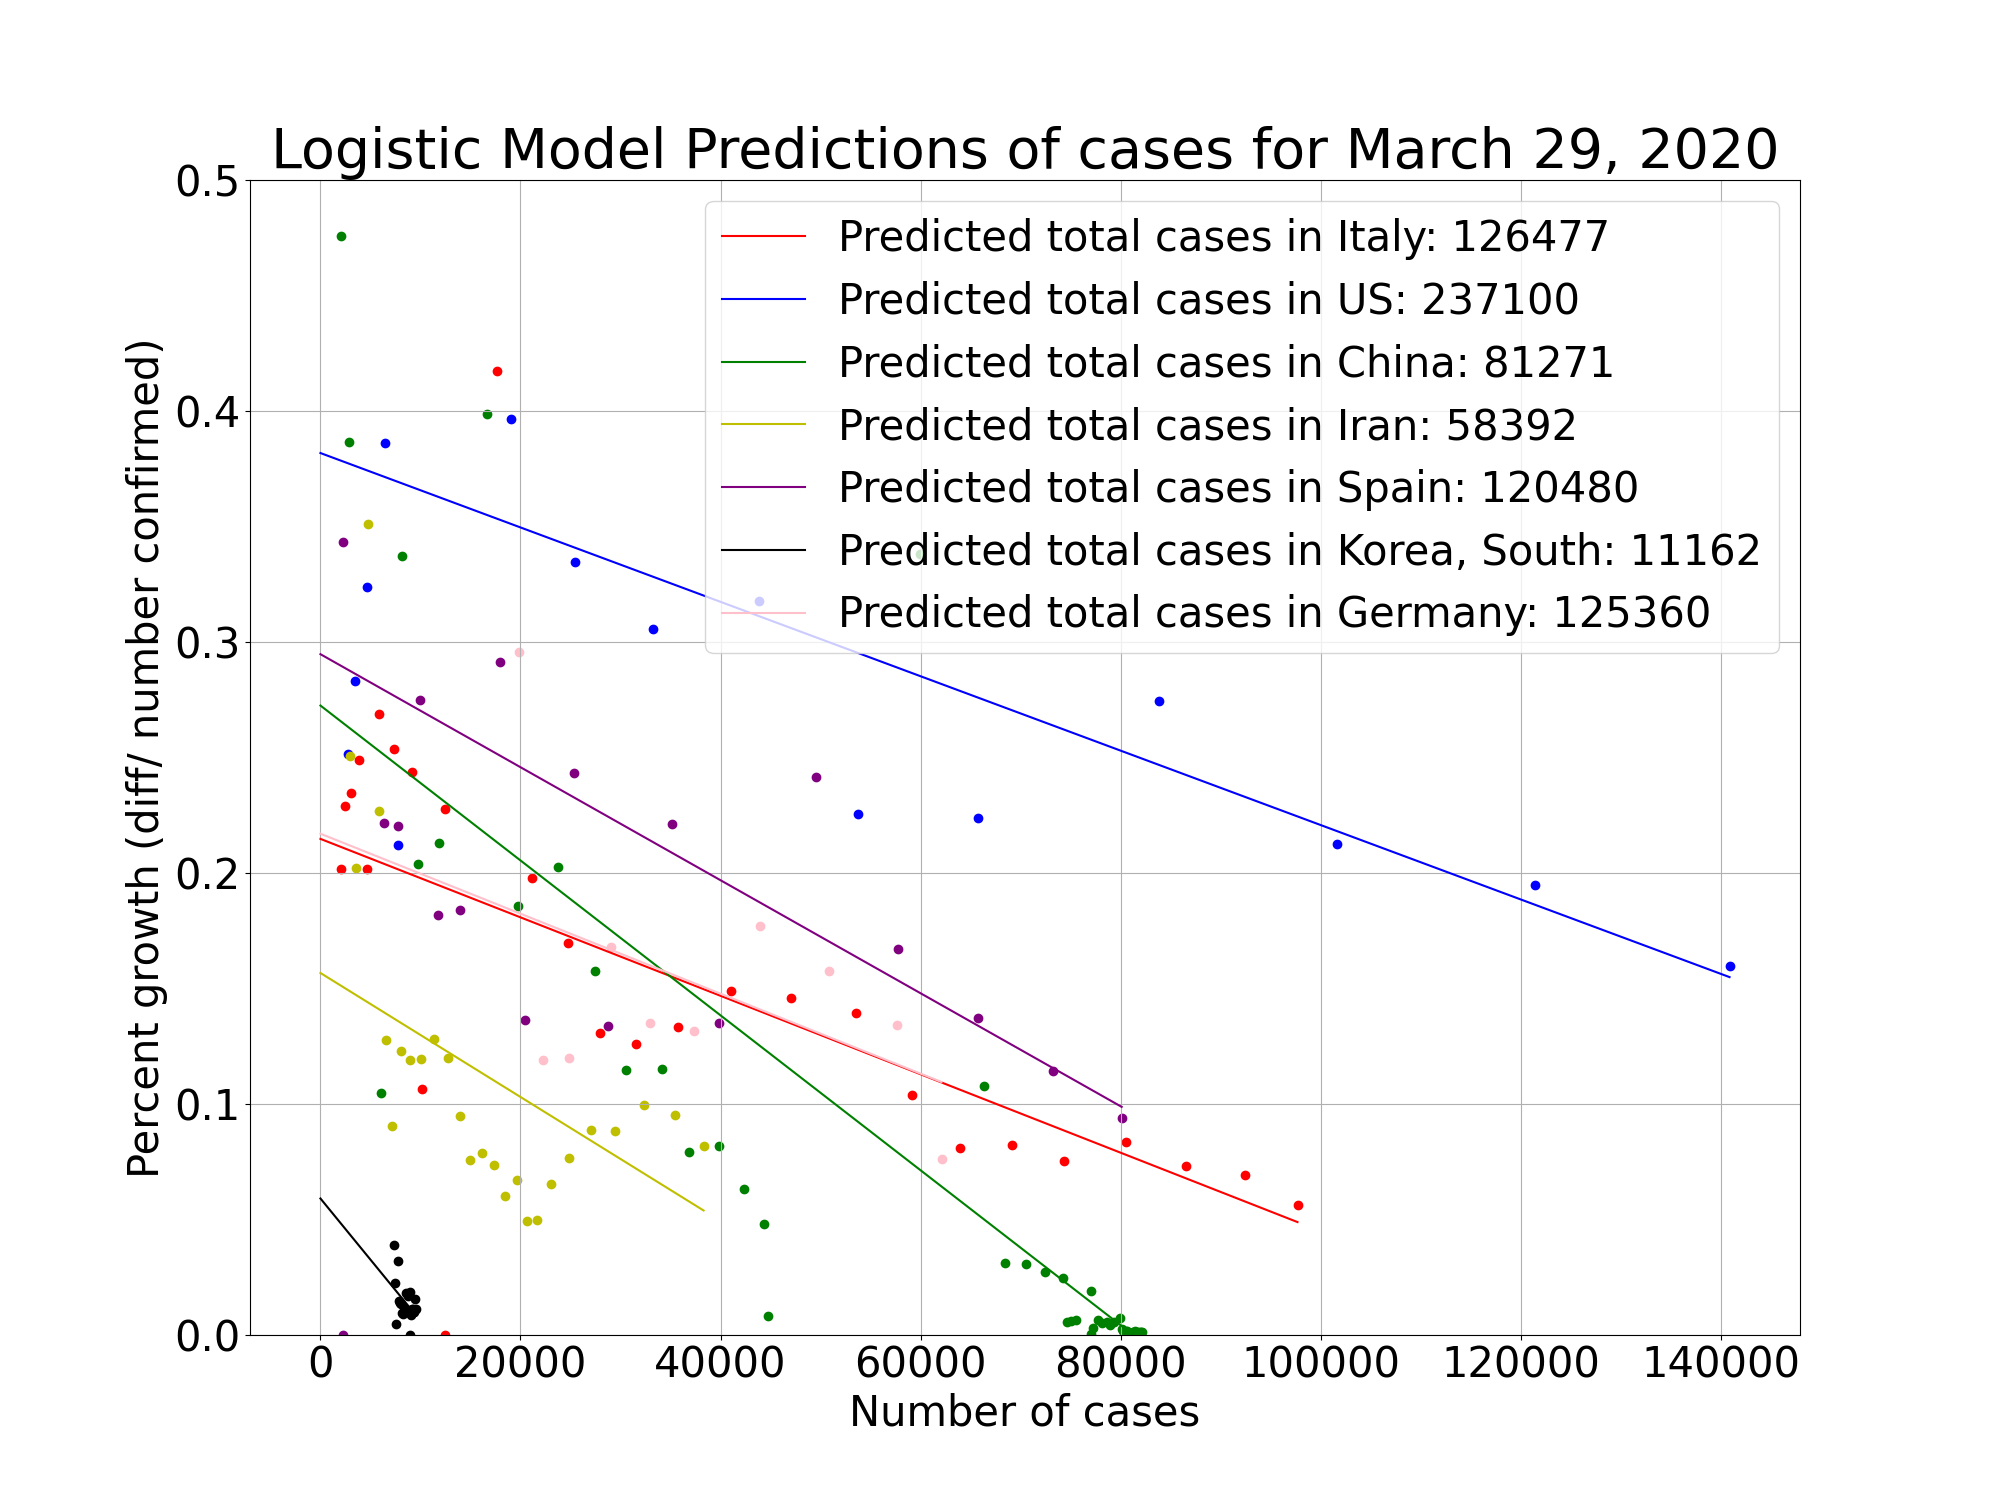 Logistic Model Predictions of cases for March 29, 2020
0.5
0.4
0.3
0.2
0.1
0.0
Percent growth (diff/ number confirmed)
Predicted total cases in Italy: 126477
Predicted total cases in US: 237100
Predicted total cases in China: 81271
Predicted total cases in Iran: 58392
Predicted total cases in Spain: 120480
Predicted total cases in Korea, South: 11162
Predicted total cases in Germany: 125360
0 20000 40000 60000 80000 100000 120000 140000
Number of cases